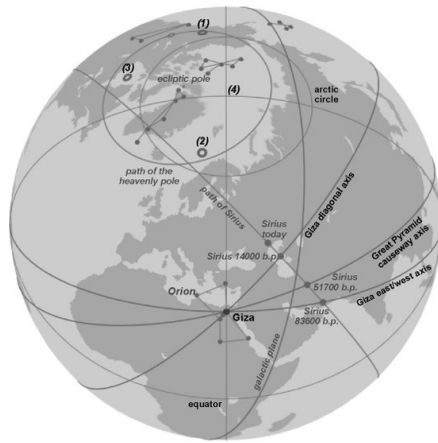 (1)
(3)
ecliptic pole
(4)
arctic
circle
(2)
path of the
heavenly pole
path of Sirius
Giza diagonal axis
Great Pyramid
causeway axis
Sirius
today
Sirius 14000 b.p.
Sirius
51700 b.p.
Giza east/west axis
Orion
Sirius
83600 b.p.
Giza
galactic plane
equator